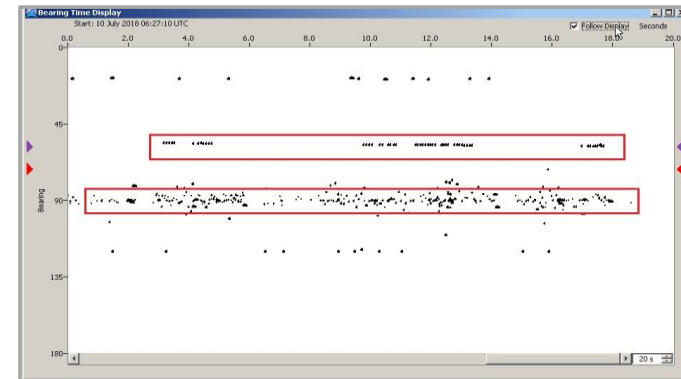 Bearing Time Display
Start: 10 July 2018 06:27:10 UTC
Follow Display Seconds
0.0 2.0 4.0 6.0 8.0 10.0 12.0 14.0 16.0 18.0 20.0
0
45
Bearing
90
135
180
20 s